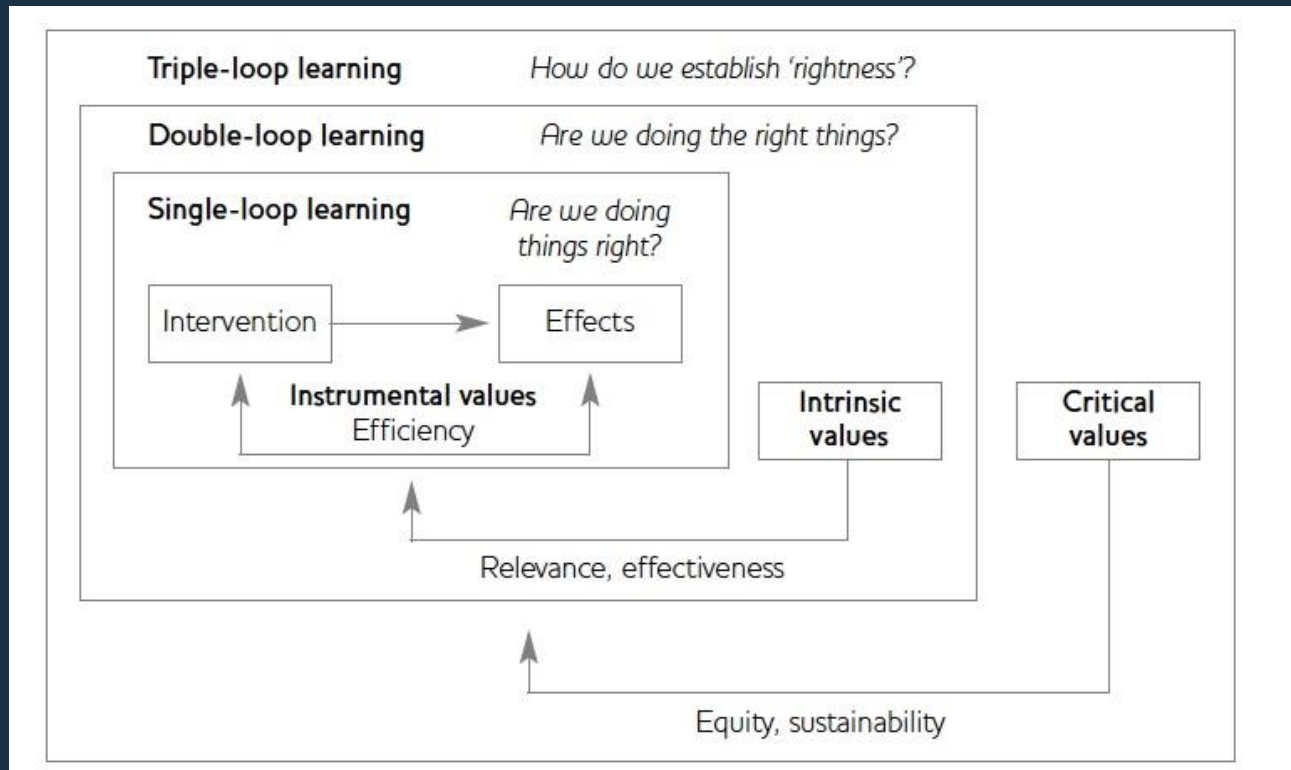 Triple-loop learning How do we establish ‘rightness’?
Double-loop learning Are we doing the right things?
Single-loop learning Are we doing
things right?
Intervention Effects
Instrumental values
Efficiency
Intrinsic
values
Critical
values
Relevance, effectiveness
Equity, sustainability